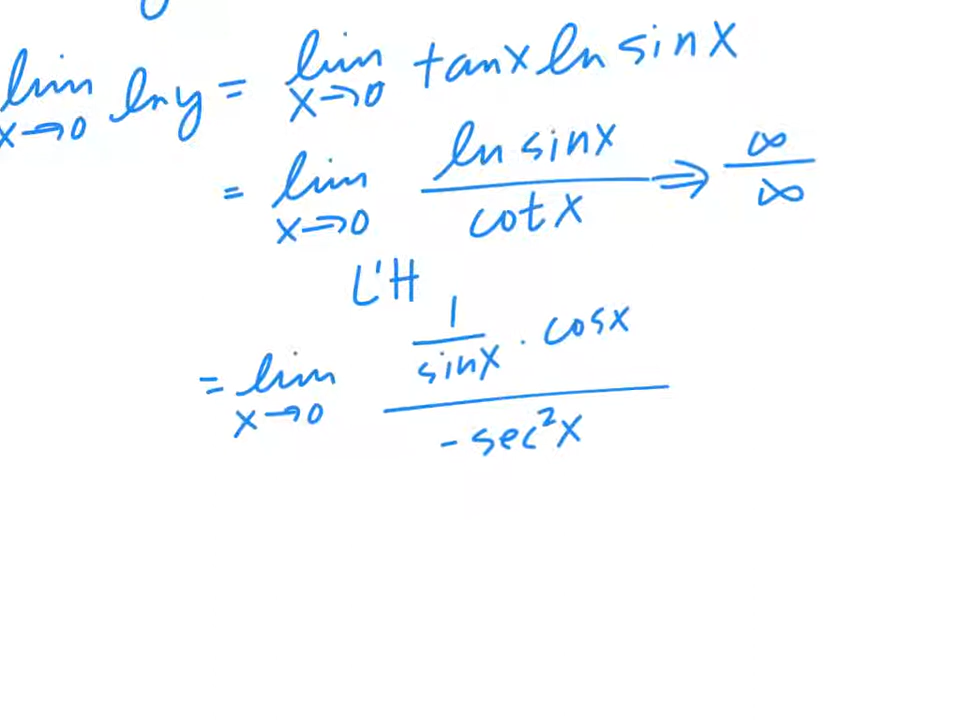 lim x→0 ln y = lim x→0 tanx ln sinx
= lim x→0 ln sinx / cotx ⇒ ∞/∞
L'H
= lim x→0 (1/sinx · cosx) / -sec²x